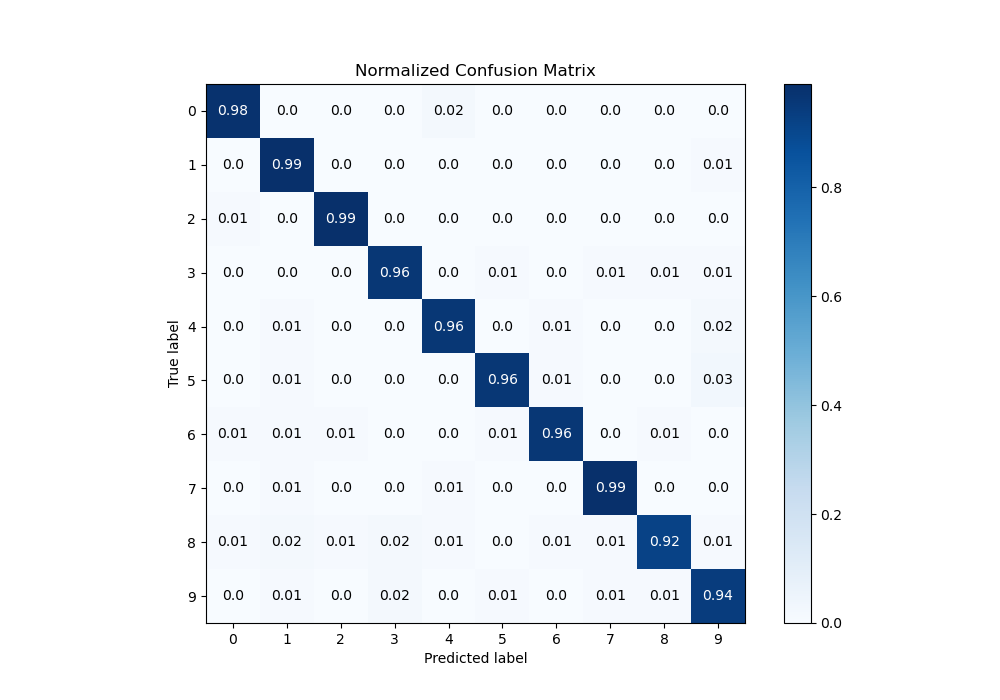 Normalized Confusion Matrix
0 0.98 0.0 0.0 0.0 0.02 0.0 0.0 0.0 0.0 0.0
1 0.0 0.99 0.0 0.0 0.0 0.0 0.0 0.0 0.0 0.01
2 0.01 0.0 0.99 0.0 0.0 0.0 0.0 0.0 0.0 0.0
3 0.0 0.0 0.0 0.96 0.0 0.01 0.0 0.01 0.01 0.01
4 0.0 0.01 0.0 0.0 0.96 0.0 0.01 0.0 0.0 0.02
5 0.0 0.01 0.0 0.0 0.0 0.96 0.01 0.0 0.0 0.03
6 0.01 0.01 0.01 0.0 0.0 0.01 0.96 0.0 0.01 0.0
7 0.0 0.01 0.0 0.0 0.01 0.0 0.0 0.99 0.0 0.0
8 0.01 0.02 0.01 0.02 0.01 0.0 0.01 0.01 0.92 0.01
9 0.0 0.01 0.0 0.02 0.0 0.01 0.0 0.01 0.01 0.94
0 1 2 3 4 5 6 7 8 9
Predicted label
True label
0.8
0.6
0.4
0.2
0.0